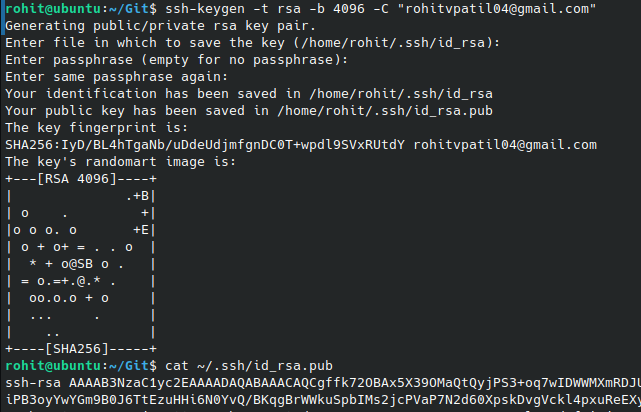 rohit@ubuntu:~/Git$ ssh-keygen -t rsa -b 4096 -C "rohitvpatil04@gmail.com"
Generating public/private rsa key pair.
Enter file in which to save the key (/home/rohit/.ssh/id_rsa):
Enter passphrase (empty for no passphrase):
Enter same passphrase again:
Your identification has been saved in /home/rohit/.ssh/id_rsa
Your public key has been saved in /home/rohit/.ssh/id_rsa.pub
The key fingerprint is:
SHA256:IyD/BL4hTgaNb/uDdeUdjmfgnDC0T+wpdl9SVxRUtdY rohitvpatil04@gmail.com
The key's randomart image is:
+---[RSA 4096]----+
|              .+B|
| o    .         +|
|o o o. o       +E|
| o + o+ = . . o  |
|  * + o@SB o .   |
| = o.=+.@.* .    |
|  oo.o.o + o     |
|  ...     .      |
|    ..           |
+----[SHA256]-----+
rohit@ubuntu:~/Git$ cat ~/.ssh/id_rsa.pub
ssh-rsa AAAAB3NzaC1yc2EAAAADAQABAAACAQCgffk72OBAx5X39OMaQtQyjPS3+oq7wIDWWMXmRDJU
iPB3oyYwYGm9B0J6TtEzuHHi6N0YvQ/BKqgBrWWkuSpbIMs2jcPVaP7N2d60XpskDvgVckl4pxuReEXy